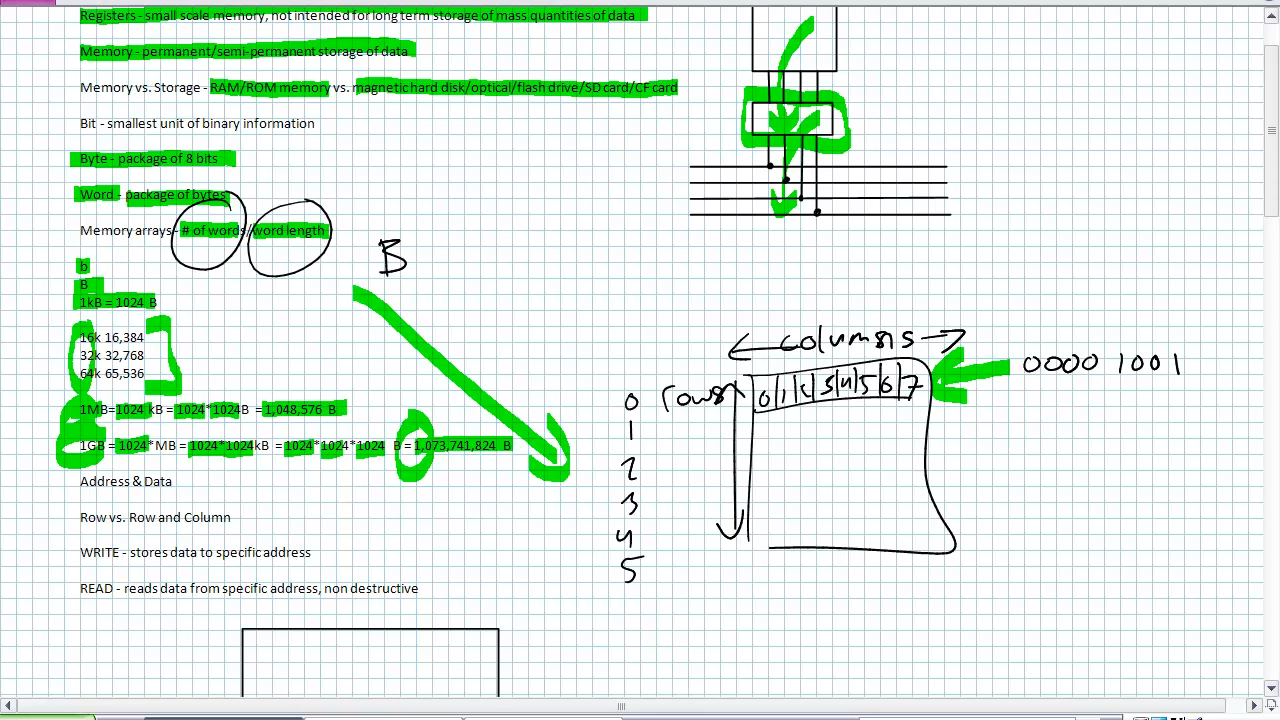 Registers - small scale memory, not intended for long term storage of mass quantities of data
Memory - permanent/semi-permanent storage of data
Memory vs. Storage - RAM/ROM memory vs. magnetic hard disk/optical/flash drive/SD card/CF card
Bit - smallest unit of binary information
Byte - package of 8 bits
Word - package of bytes
Memory arrays - # of words/word length
B
b
B
1kB = 1024 B
16k 16,384
32k 32,768
64k 65,536
1MB=1024 kB = 1024*1024B = 1,048,576 B
1GB = 1024*MB = 1024*1024kB = 1024*1024*1024 B = 1,073,741,824 B
Address & Data
Row vs. Row and Column
WRITE - stores data to specific address
READ - reads data from specific address, non destructive
columns
0000 1001
rows
0 1 2 3 4 5 6 7
0
1
2
3
4
5